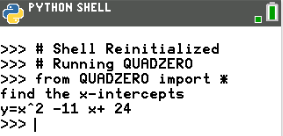 PYTHON SHELL
>>> # Shell Reinitialized
>>> # Running QUADZERO
>>> from QUADZERO import *
find the x-intercepts
y=x^2 -11 x+ 24
>>>